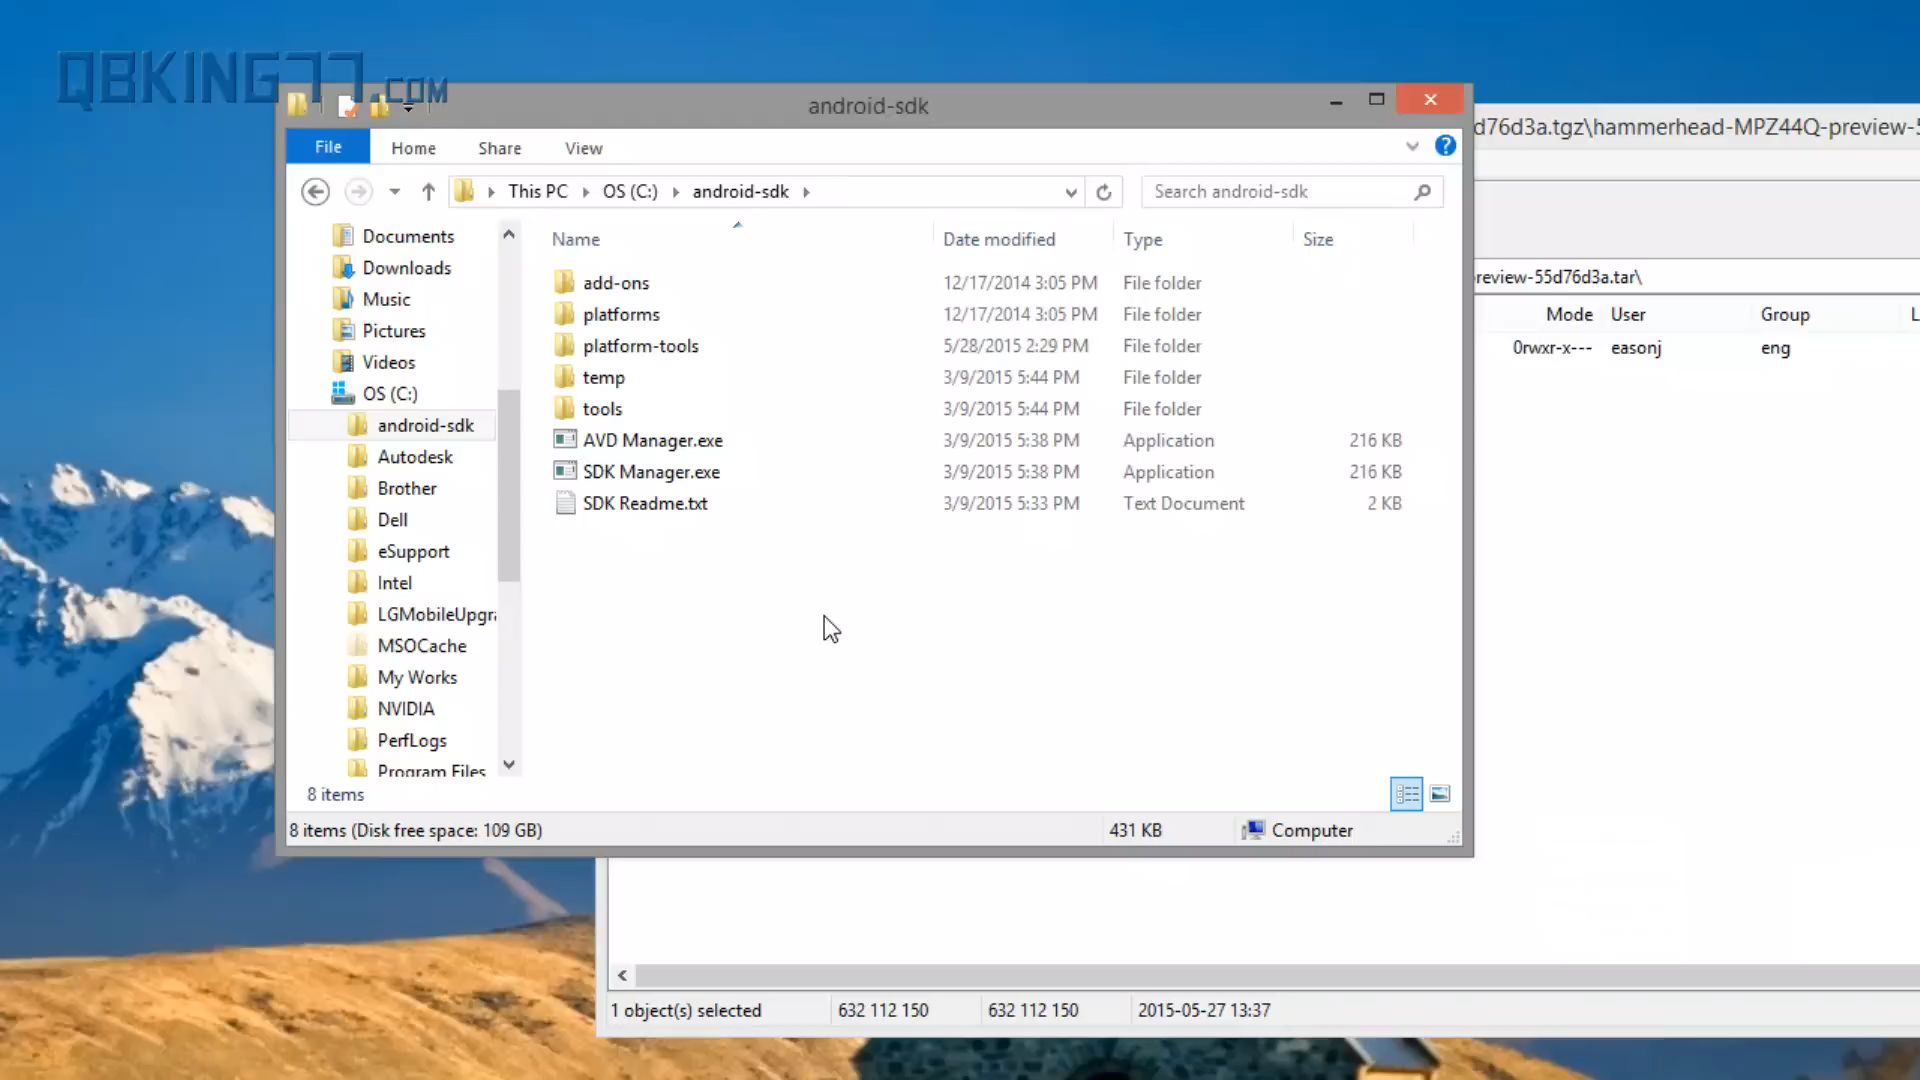 QBKING77.COM
android-sdk
d76d3a.tgz\hammerhead-MPZ44Q-preview-5
File Home Share View
This PC OS (C:) android-sdk
Search android-sdk
review-55d76d3a.tar\
Mode User Group L
0rwxr-x--- easonj eng
Documents
Downloads
Music
Pictures
Videos
OS (C:)
android-sdk
Autodesk
Brother
Dell
eSupport
Intel
LGMobileUpgra
MSOCache
My Works
NVIDIA
PerfLogs
Program Files
Name Date modified Type Size
add-ons 12/17/2014 3:05 PM File folder
platforms 12/17/2014 3:05 PM File folder
platform-tools 5/28/2015 2:29 PM File folder
temp 3/9/2015 5:44 PM File folder
tools 3/9/2015 5:44 PM File folder
AVD Manager.exe 3/9/2015 5:38 PM Application 216 KB
SDK Manager.exe 3/9/2015 5:38 PM Application 216 KB
SDK Readme.txt 3/9/2015 5:33 PM Text Document 2 KB
8 items
8 items (Disk free space: 109 GB) 431 KB Computer
1 object(s) selected 632 112 150 632 112 150 2015-05-27 13:37